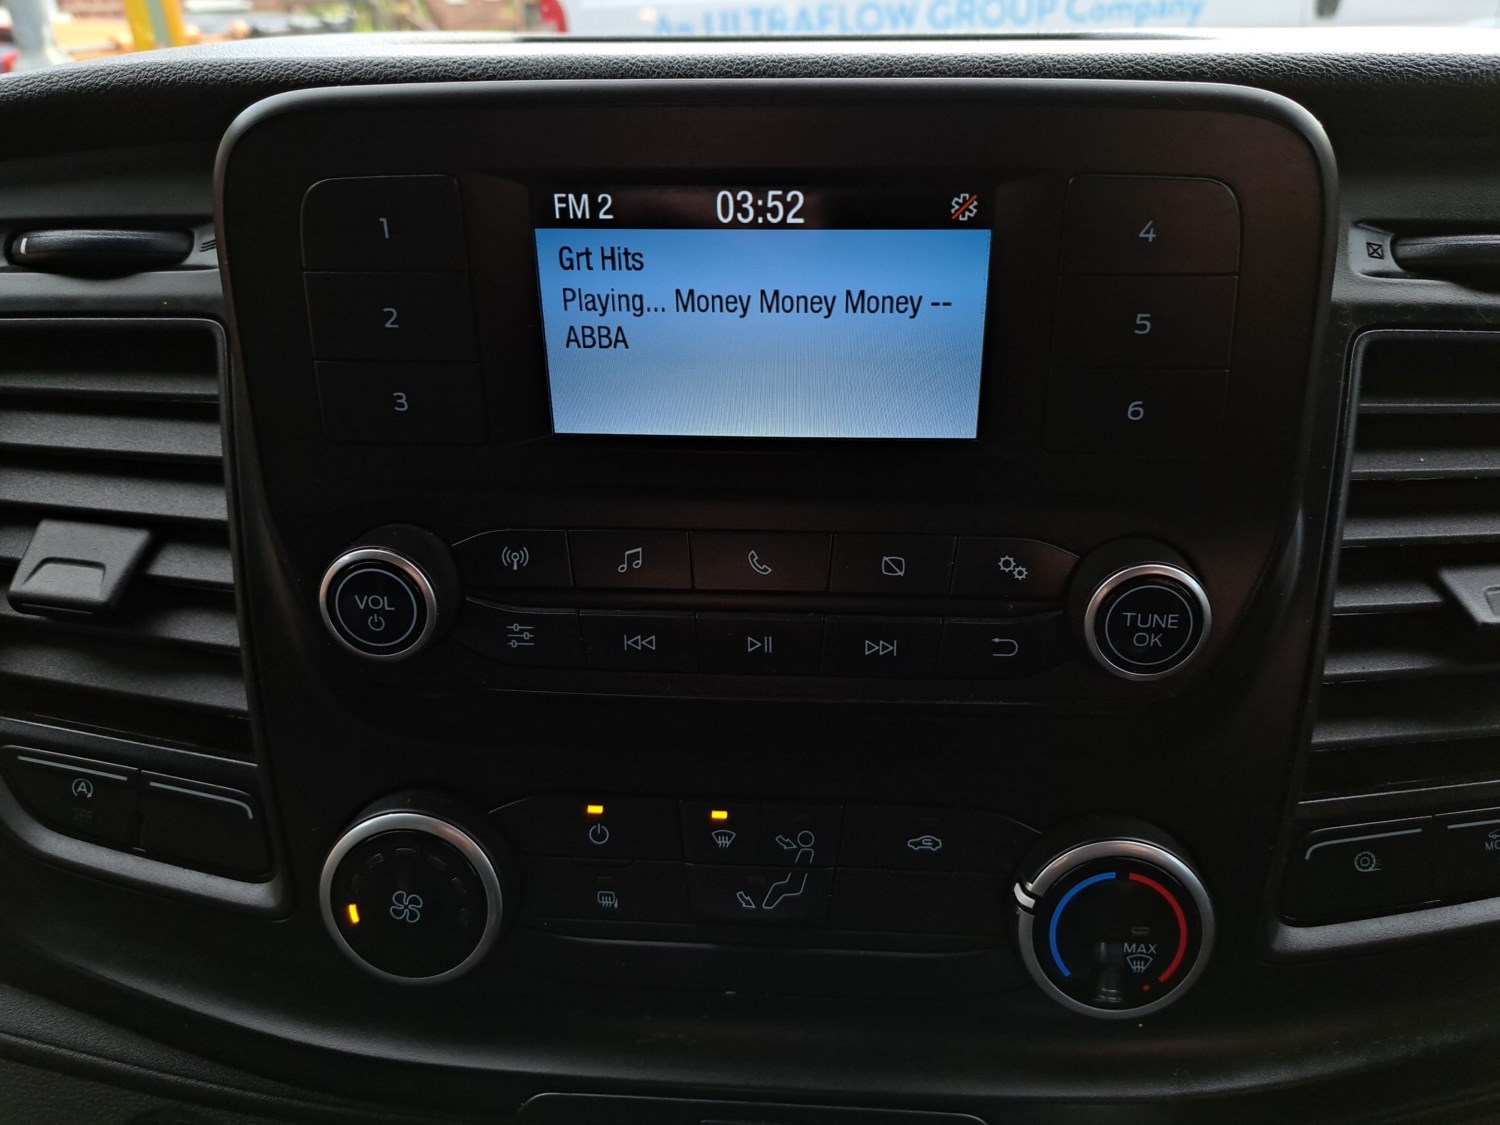 An ULTRAFLOW GROUP Company
FM 2 03:52
Grt Hits
Playing... Money Money Money --
ABBA
1
2
3
4
5
6
VOL
TUNE
OK
A
MAX